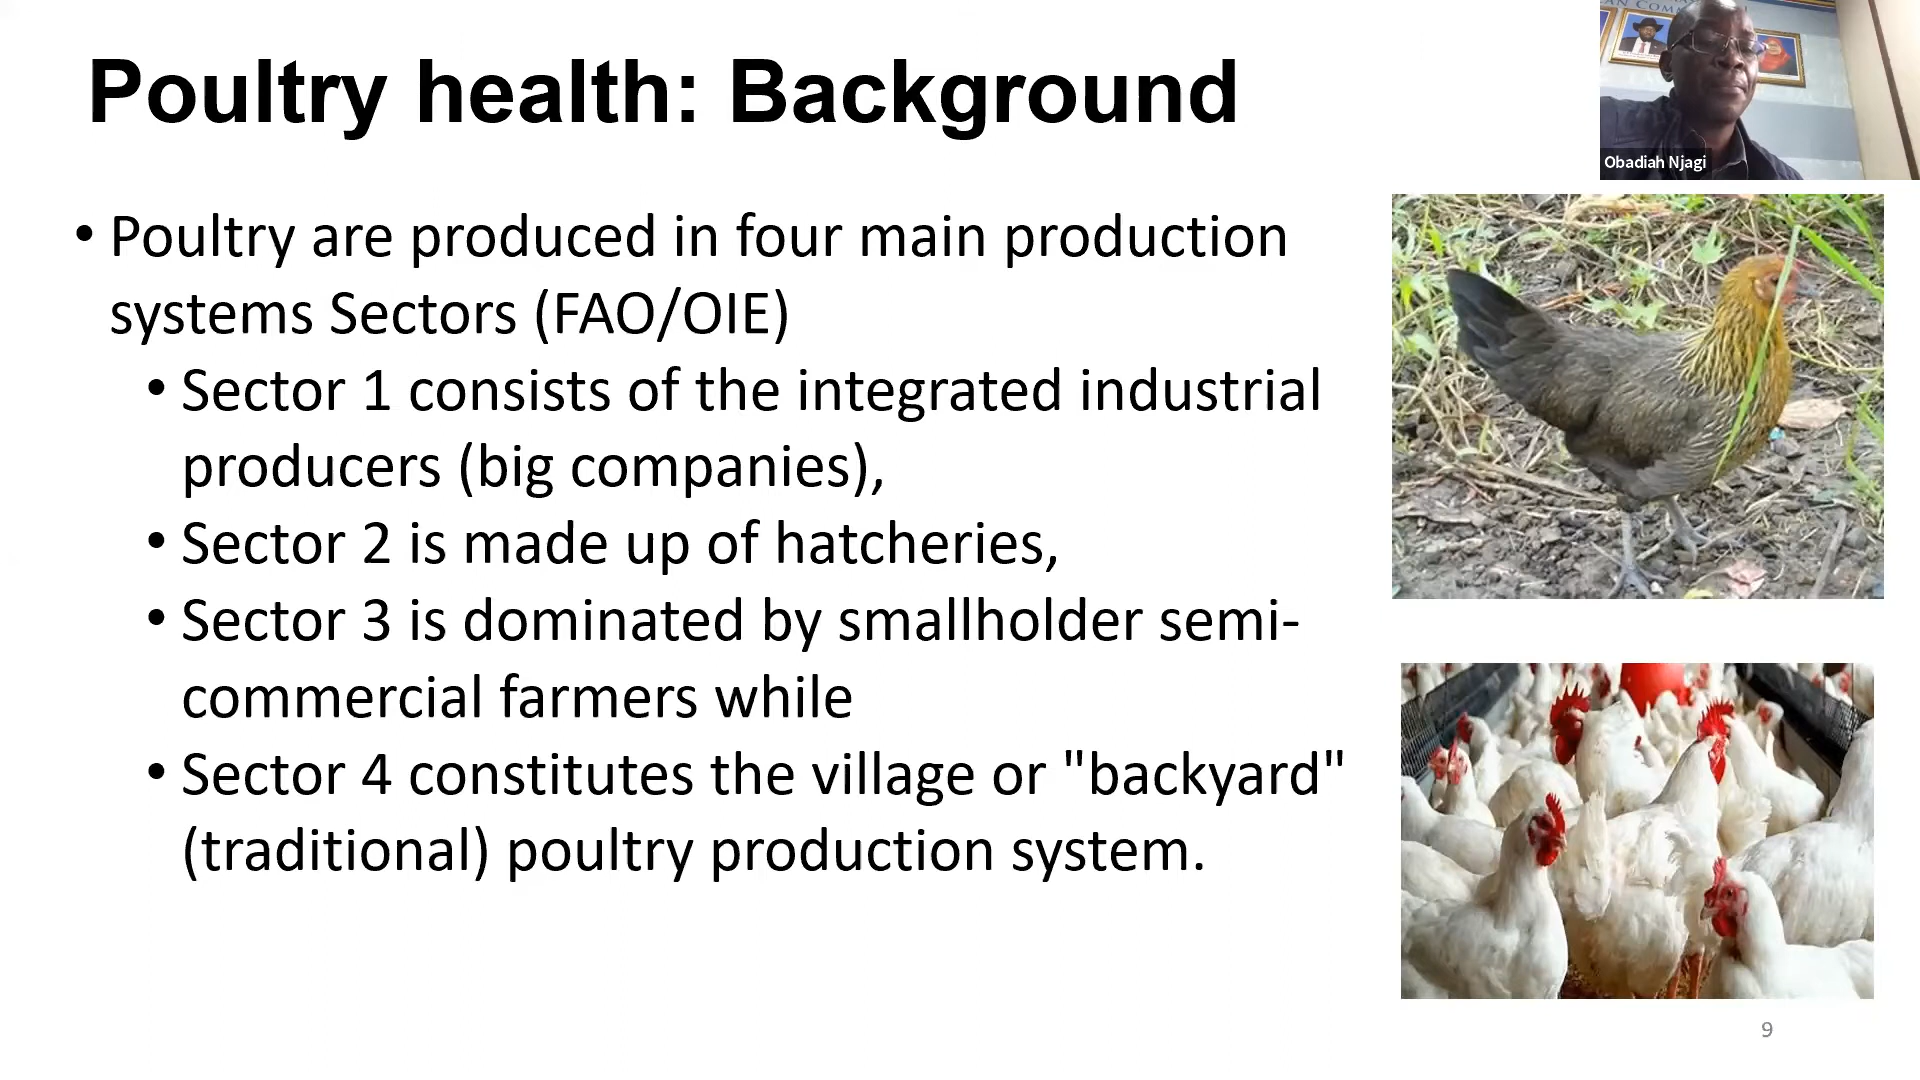 Poultry health: Background
Obadiah Njagi
• Poultry are produced in four main production
systems Sectors (FAO/OIE)
• Sector 1 consists of the integrated industrial
producers (big companies),
• Sector 2 is made up of hatcheries,
• Sector 3 is dominated by smallholder semi-
commercial farmers while
• Sector 4 constitutes the village or "backyard"
(traditional) poultry production system.
9